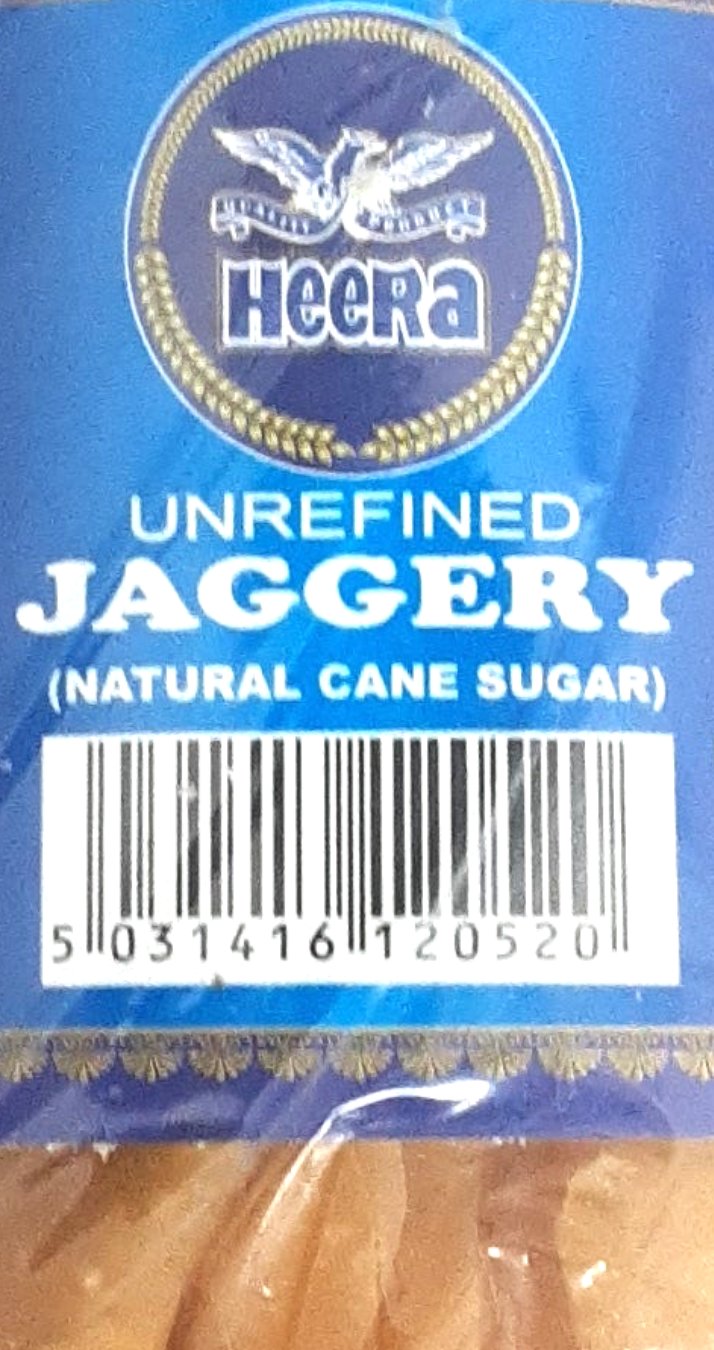 QUALITY PRODUCT
HEERA
UNREFINED
JAGGERY
(NATURAL CANE SUGAR)
5 031416 120520